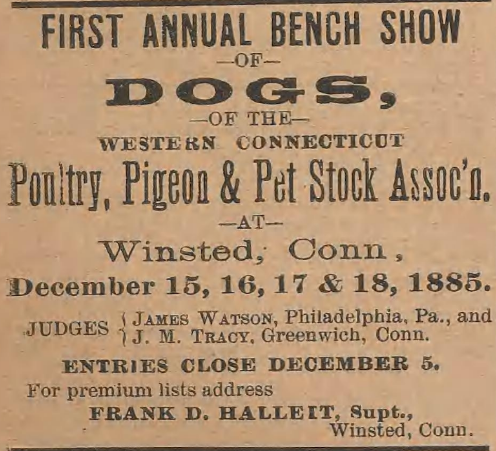 FIRST ANNUAL BENCH SHOW
—OF—
DOGS,
—OF THE—
WESTERN CONNECTICUT
Poultry, Pigeon & Pet Stock Assoc'n.
—AT—
Winsted, Conn,
December 15, 16, 17 & 18, 1885.
JUDGES { JAMES WATSON, Philadelphia, Pa., and
J. M. TRACY, Greenwich, Conn.
ENTRIES CLOSE DECEMBER 5.
For premium lists address
FRANK D. HALLETT, Supt.,
Winsted, Conn.